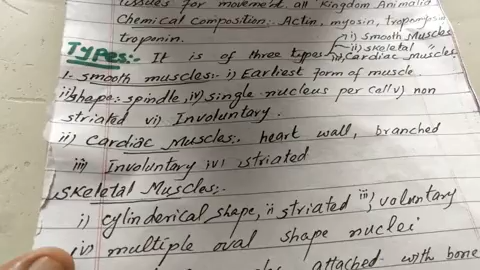 tissues for movement all Kingdom Animalia
Chemical composition:- Actin, myosin, tropomyosin
troponin.
Types:- It is of three types
i) smooth Muscles
ii) skeletal "
iii) Cardiac Muscles.
1. smooth muscles:- i) Earliest form of muscle
ii) shape: spindle, iv) single nucleus per cell v) non
striated vi) Involuntary.
ii) Cardiac Muscles:. heart wall, branched
iii) Involuntary iv) striated
Skeletal Muscles:-
i) cylinderical shape, ii striated iii) voluntary
iv) multiple oval shape nuclei
attached with bone